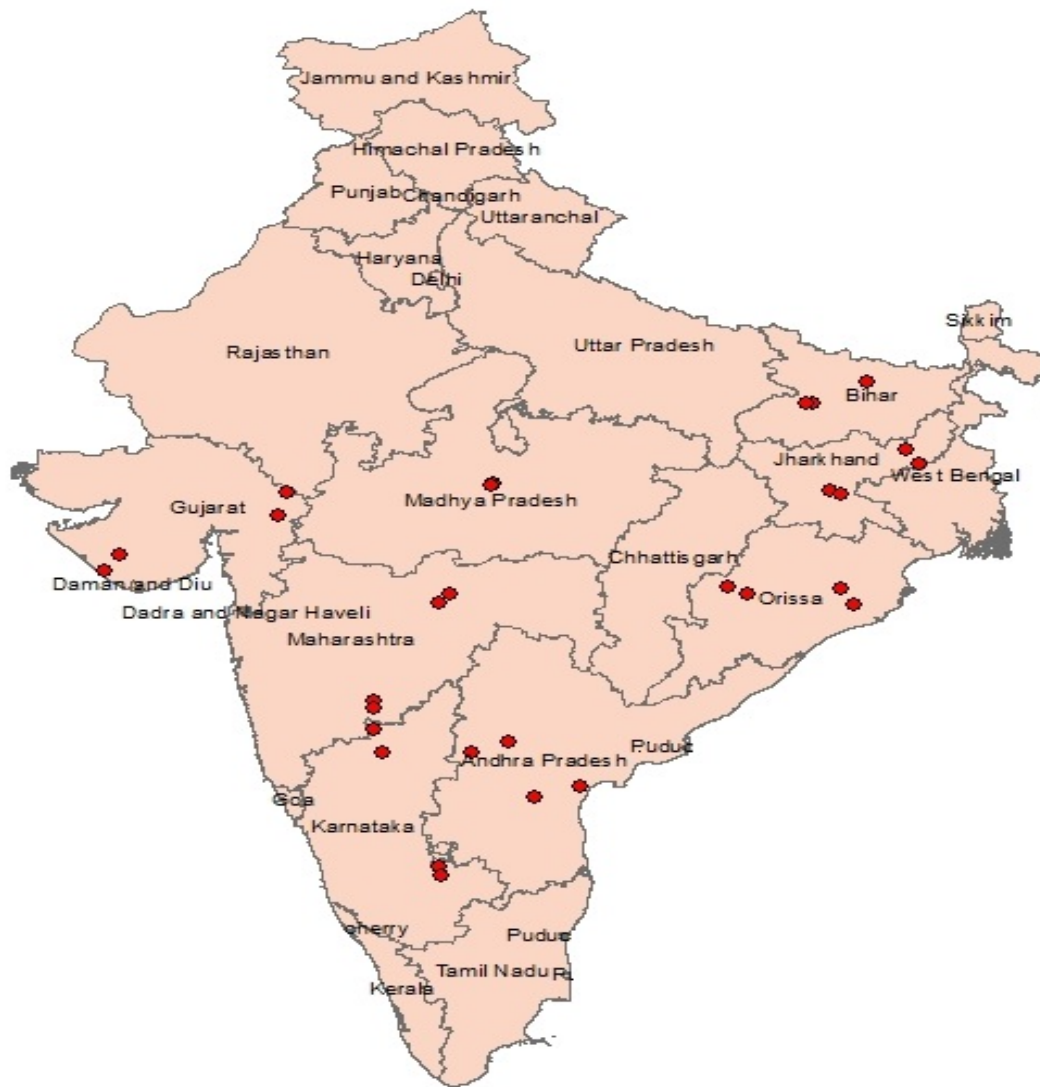 Jammu and Kashmir
Himachal Pradesh
Punjab
Chandigarh
Uttaranchal
Haryana
Delhi
Sikkim
Rajasthan
Uttar Pradesh
Bihar
Jharkhand
West Bengal
Gujarat
Madhya Pradesh
Chhattisgarh
Daman and Diu
Orissa
Dadra and Nagar Haveli
Maharashtra
Puduc
Andhra Pradesh
Goa
Karnataka
cherry
Puduc
Tamil Nadu
Kerala